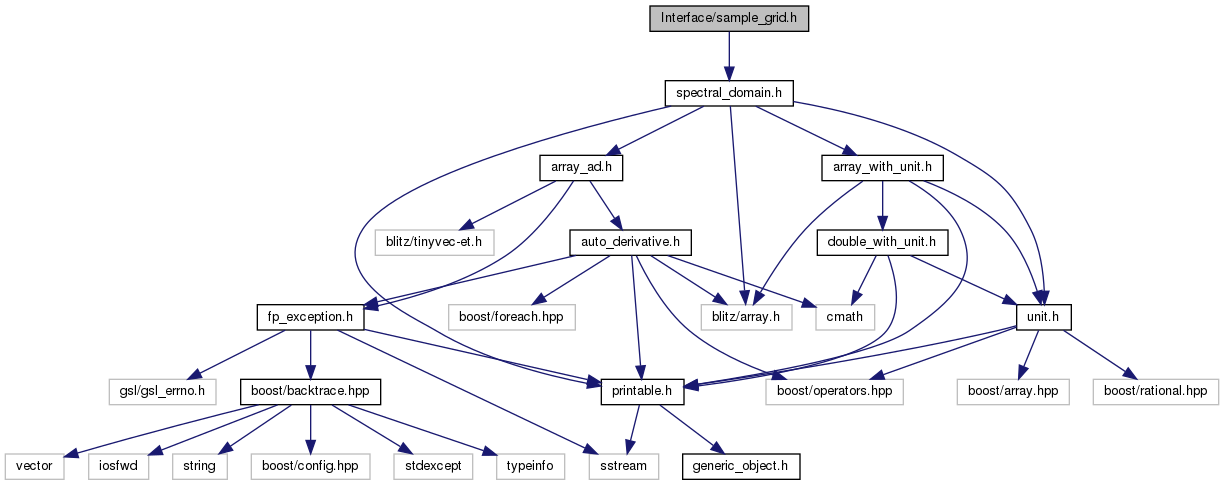 Interface/sample_grid.h
spectral_domain.h
array_ad.h
array_with_unit.h
blitz/tinyvec-et.h
auto_derivative.h
double_with_unit.h
fp_exception.h
boost/foreach.hpp
blitz/array.h
cmath
unit.h
gsl/gsl_errno.h
boost/backtrace.hpp
printable.h
boost/operators.hpp
boost/array.hpp
boost/rational.hpp
vector
iosfwd
string
boost/config.hpp
stdexcept
typeinfo
sstream
generic_object.h